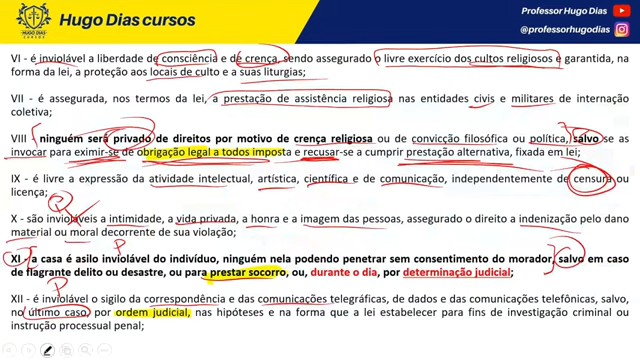 Hugo Dias cursos
HUGO DIAS
CURSOS
Professor Hugo Dias
@professorhugodias
VI - é inviolável a liberdade de consciência e de crença, sendo assegurado o livre exercício dos cultos religiosos e garantida,
na forma da lei, a proteção aos locais de culto e a suas liturgias;
VII - é assegurada, nos termos da lei, a prestação de assistência religiosa nas entidades civis e militares de internação
coletiva;
VIII - ninguém será privado de direitos por motivo de crença religiosa ou de convicção filosófica ou política, salvo se as
invocar para eximir-se de obrigação legal a todos imposta e recusar-se a cumprir prestação alternativa, fixada em lei;
IX - é livre a expressão da atividade intelectual, artística, científica e de comunicação, independentemente de censura ou
licença;
X - são invioláveis a intimidade, a vida privada, a honra e a imagem das pessoas, assegurado o direito a indenização pelo dano
material ou moral decorrente de sua violação;
P
XI - a casa é asilo inviolável do indivíduo, ninguém nela podendo penetrar sem consentimento do morador, salvo em caso
de flagrante delito ou desastre, ou para prestar socorro, ou, durante o dia, por determinação judicial;
P
XII - é inviolável o sigilo da correspondência e das comunicações telegráficas, de dados e das comunicações telefônicas, salvo,
no último caso, por ordem judicial, nas hipóteses e na forma que a lei estabelecer para fins de investigação criminal ou
instrução processual penal;